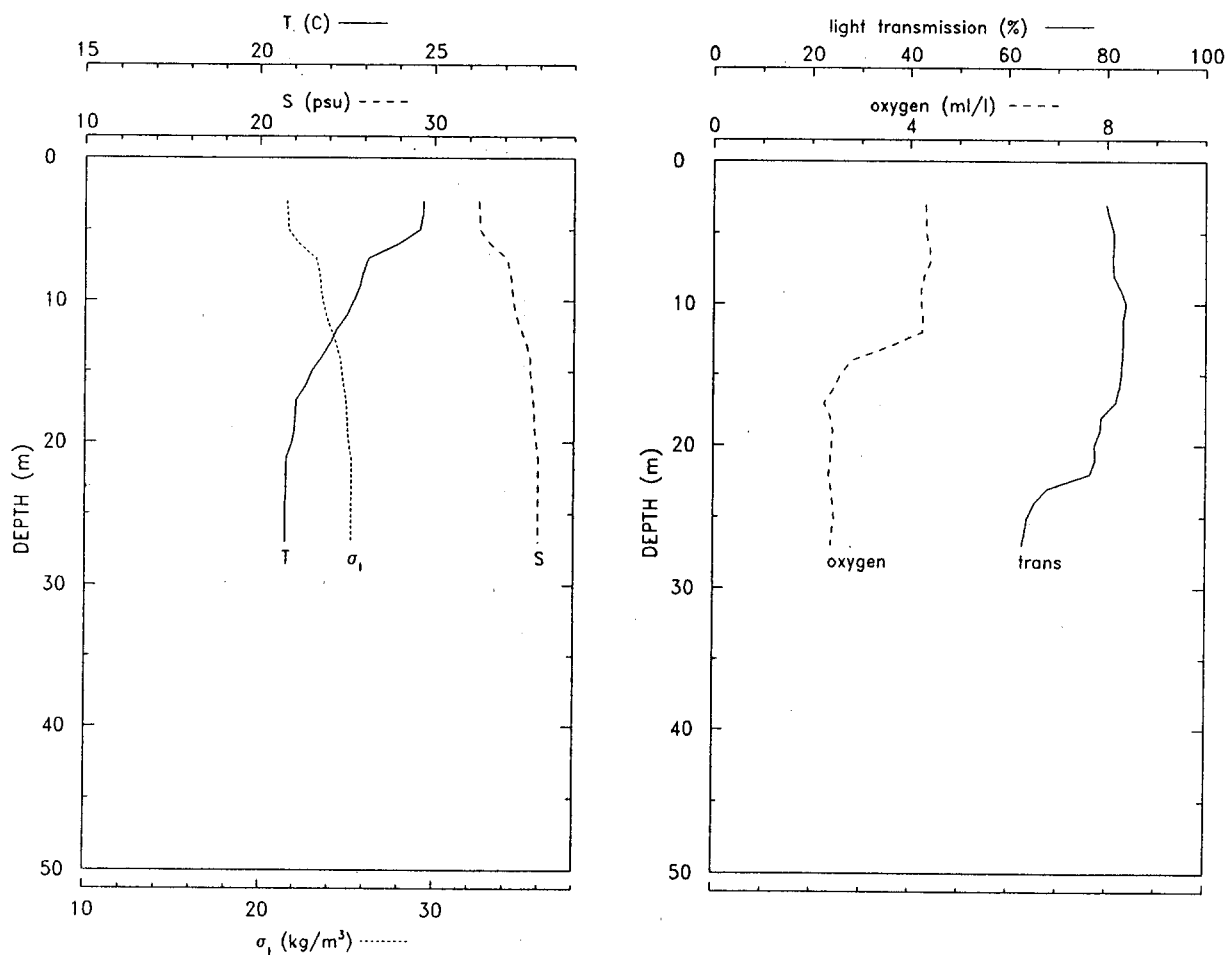 T (C)
15 20 25
S (psu)
10 20 30
0
10
20
30
40
50
DEPTH (m)
T
σt
S
10 20 30
σt (kg/m³)
light transmission (%)
0 20 40 60 80 100
oxygen (ml/l)
0 4 8
0
10
20
30
40
50
DEPTH (m)
oxygen
trans